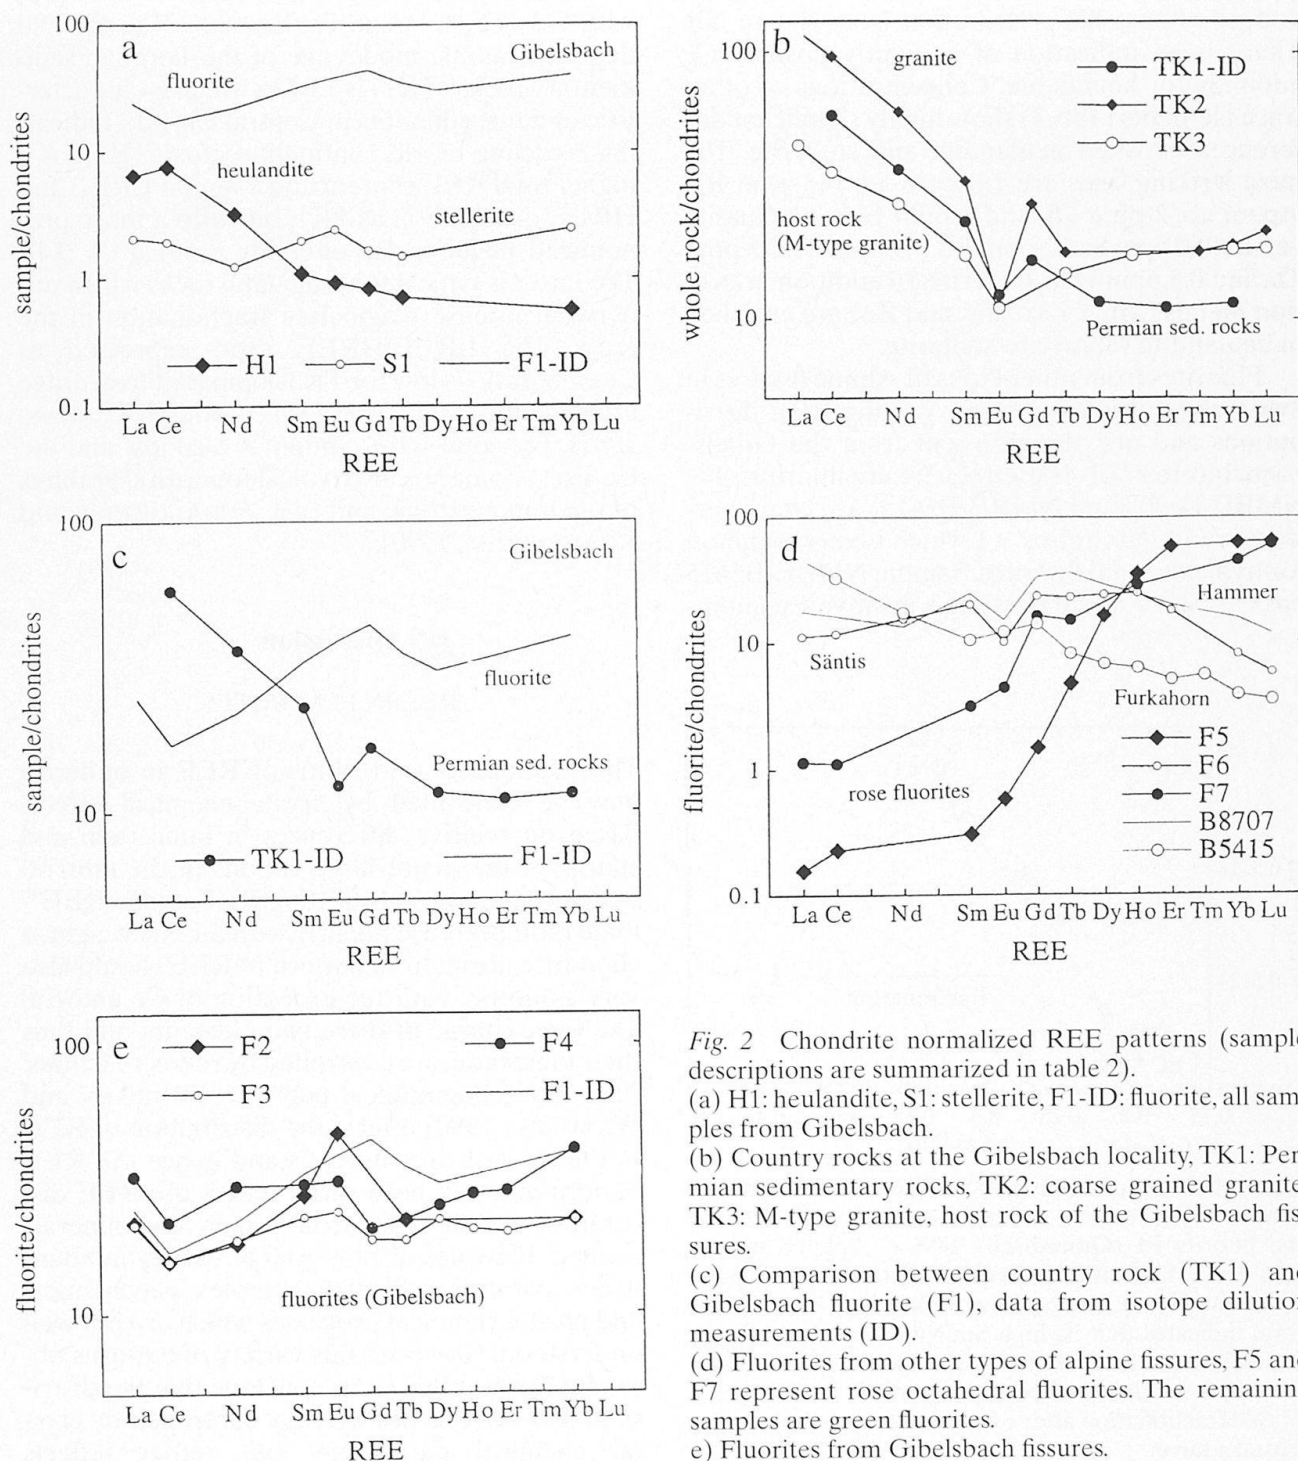 a
Gibelsbach
fluorite
heulandite
stellerite
H1 S1 F1-ID
100
10
1
0.1
sample/chondrites
La Ce Nd Sm Eu Gd Tb Dy Ho Er Tm Yb Lu
REE
b
granite
TK1-ID
TK2
TK3
host rock
(M-type granite)
Permian sed. rocks
100
10
whole rock/chondrites
La Ce Nd Sm Eu Gd Tb Dy Ho Er Tm Yb Lu
REE
c
Gibelsbach
fluorite
Permian sed. rocks
TK1-ID F1-ID
100
10
sample/chondrites
La Ce Nd Sm Eu Gd Tb Dy Ho Er Tm Yb Lu
REE
d
Hammer
Säntis
Furkahorn
rose fluorites
F5
F6
F7
B8707
B5415
100
10
1
0.1
fluorite/chondrites
La Ce Nd Sm Eu Gd Tb Dy Ho Er Tm Yb Lu
REE
e
F2 F4
F3 F1-ID
fluorites (Gibelsbach)
100
10
fluorite/chondrites
La Ce Nd Sm Eu Gd Tb Dy Ho Er Tm Yb Lu
REE
Fig. 2 Chondrite normalized REE patterns (sample
descriptions are summarized in table 2).
(a) H1: heulandite, S1: stellerite, F1-ID: fluorite, all sam-
ples from Gibelsbach.
(b) Country rocks at the Gibelsbach locality, TK1: Per-
mian sedimentary rocks, TK2: coarse grained granite
TK3: M-type granite, host rock of the Gibelsbach fis-
sures.
(c) Comparison between country rock (TK1) and
Gibelsbach fluorite (F1), data from isotope dilution
measurements (ID).
(d) Fluorites from other types of alpine fissures, F5 and
F7 represent rose octahedral fluorites. The remainin
samples are green fluorites.
e) Fluorites from Gibelsbach fissures.